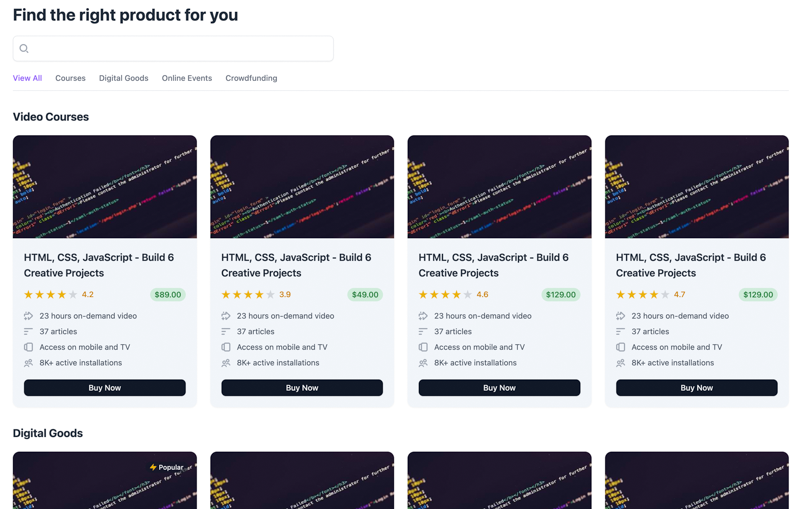 Find the right product for you
View All Courses Digital Goods Online Events Crowdfunding
Video Courses
HTML, CSS, JavaScript - Build 6
Creative Projects
4.2 $89.00
23 hours on-demand video
37 articles
Access on mobile and TV
8K+ active installations
Buy Now
HTML, CSS, JavaScript - Build 6
Creative Projects
3.9 $49.00
23 hours on-demand video
37 articles
Access on mobile and TV
8K+ active installations
Buy Now
HTML, CSS, JavaScript - Build 6
Creative Projects
4.6 $129.00
23 hours on-demand video
37 articles
Access on mobile and TV
8K+ active installations
Buy Now
HTML, CSS, JavaScript - Build 6
Creative Projects
4.7 $129.00
23 hours on-demand video
37 articles
Access on mobile and TV
8K+ active installations
Buy Now
Digital Goods
Popular